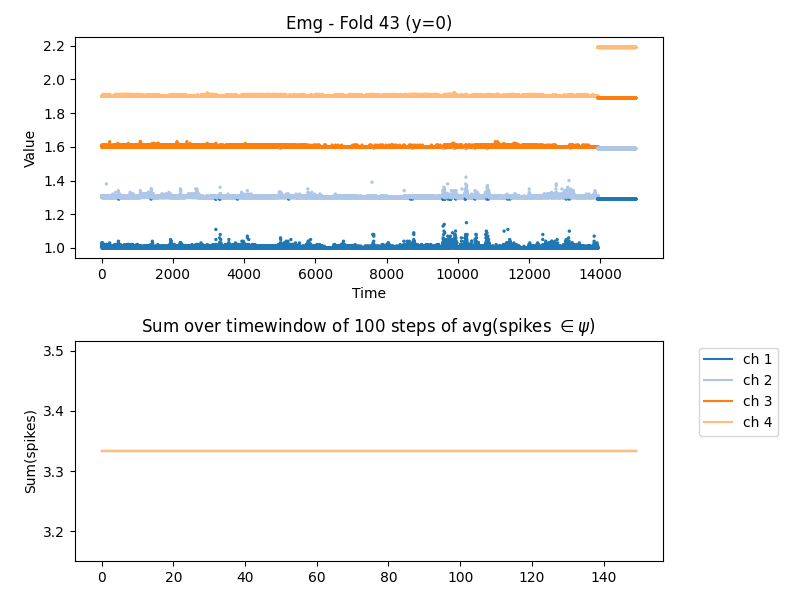 Emg - Fold 43 (y=0)
Value
2.2
2.0
1.8
1.6
1.4
1.2
1.0
0 2000 4000 6000 8000 10000 12000 14000
Time
Sum over timewindow of 100 steps of avg(spikes ∈ ψ)
Sum(spikes)
3.5
3.4
3.3
3.2
0 20 40 60 80 100 120 140
ch 1
ch 2
ch 3
ch 4